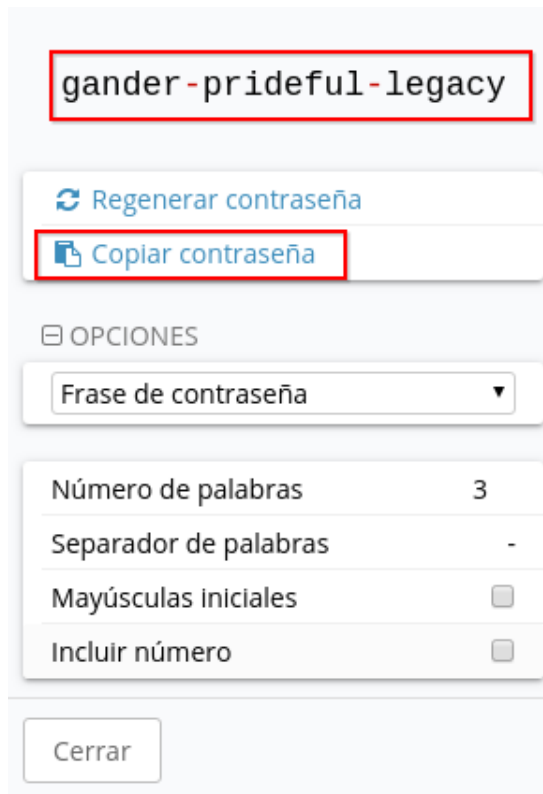 gander-prideful-legacy
Regenerar contraseña
Copiar contraseña
OPCIONES
Frase de contraseña
Número de palabras 3
Separador de palabras -
Mayúsculas iniciales
Incluir número
Cerrar